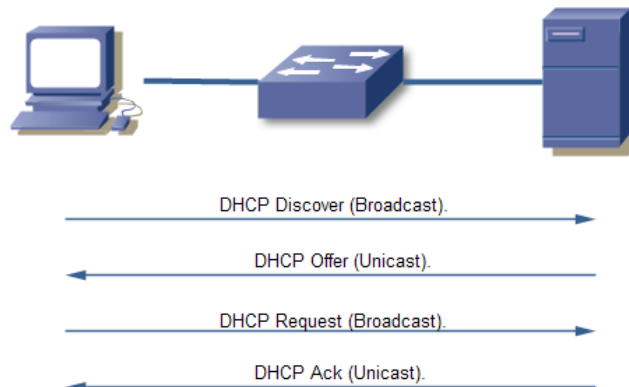 DHCP Discover (Broadcast).
DHCP Offer (Unicast).
DHCP Request (Broadcast).
DHCP Ack (Unicast).